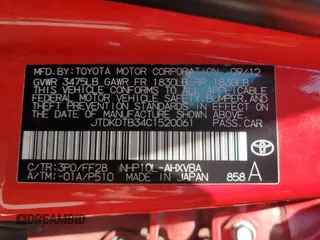 MFD. BY: TOYOTA MOTOR CORPORATION 09/12
GVWR 3475LB GAWR FR 1830LB RR 1830LB
THIS VEHICLE CONFORMS TO ALL APPLICABLE
FEDERAL MOTOR VEHICLE SAFETY, BUMPER, AND
THEFT PREVENTION STANDARDS IN EFFECT ON
THE DATE OF MANUFACTURE SHOWN ABOVE.
JTDKDTB34C1520061
PASS. CAR
C/TR: 3P0/FF28 NHP10L-AHXVBA
A/TM: -01A/P510 MADE IN JAPAN 858 A
TOYOTA